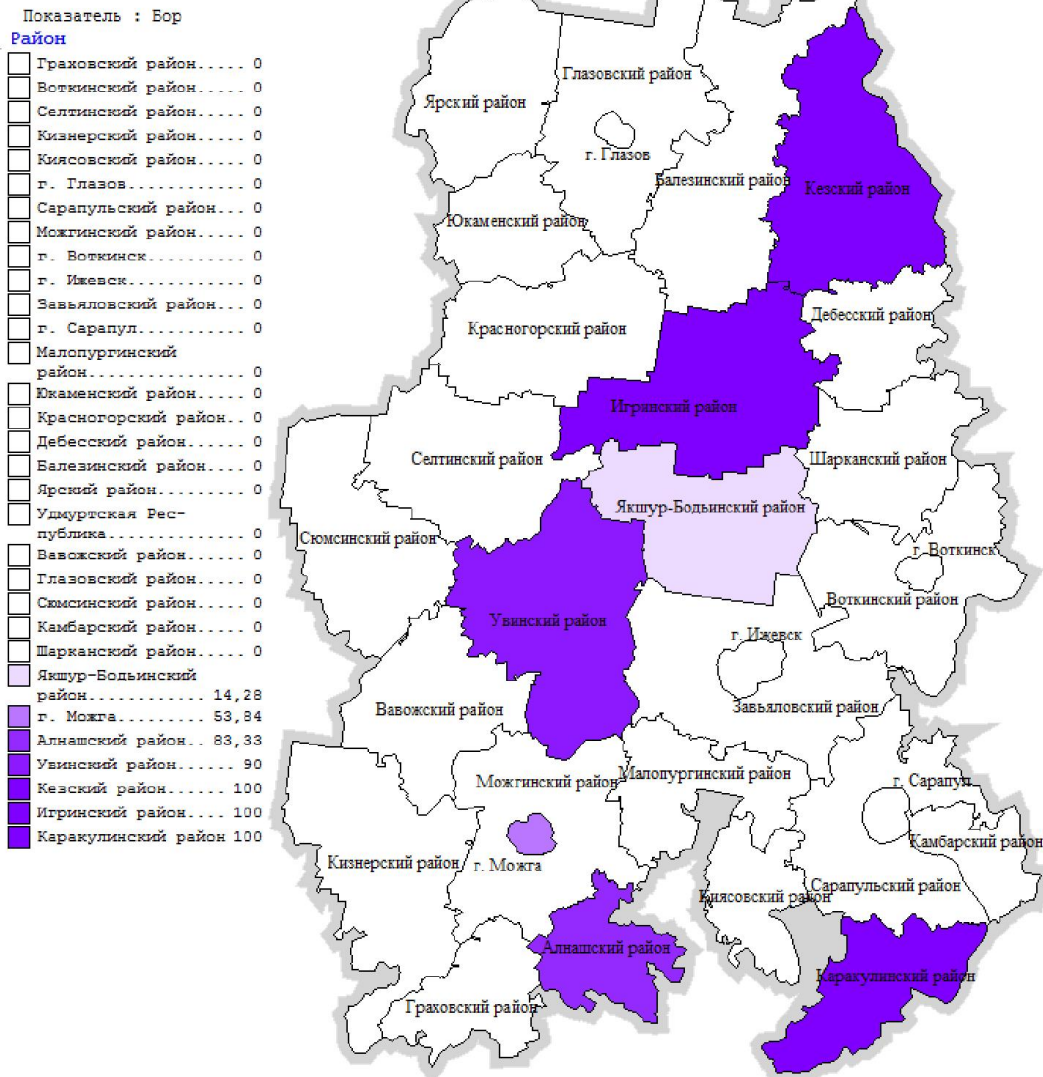 Показатель : Бор
Район
Граховский район..... 0
Воткинский район..... 0
Селтинский район..... 0
Кизнерский район..... 0
Киясовский район..... 0
г. Глазов............ 0
Сарапульский район... 0
Можгинский район..... 0
г. Воткинск.......... 0
г. Ижевск............ 0
Завьяловский район... 0
г. Сарапул........... 0
Малопургинский
район................ 0
Юкаменский район..... 0
Красногорский район.. 0
Дебесский район...... 0
Балезинский район.... 0
Ярский район......... 0
Удмуртская Рес-
публика.............. 0
Вавожский район...... 0
Глазовский район..... 0
Сюмсинский район..... 0
Камбарский район..... 0
Шарканский район..... 0
Якшур-Бодьинский
район............ 14,28
г. Можга......... 53,84
Алнашский район.. 83,33
Увинский район...... 90
Кезский район...... 100
Игринский район.... 100
Каракулинский район 100
Глазовский район
Ярский район
г. Глазов
Балезинский район
Кезский район
Юкаменский район
Дебесский район
Красногорский район
Игринский район
Селтинский район
Шарканский район
Якшур-Бодьинский район
Сюмсинский район
г. Воткинск
Воткинский район
Увинский район
г. Ижевск
Вавожский район
Завьяловский район
Малопургинский район
Можгинский район
г. Сарапул
Камбарский район
Кизнерский район
г. Можга
Сарапульский район
Киясовский район
Алнашский район
Каракулинский район
Граховский район